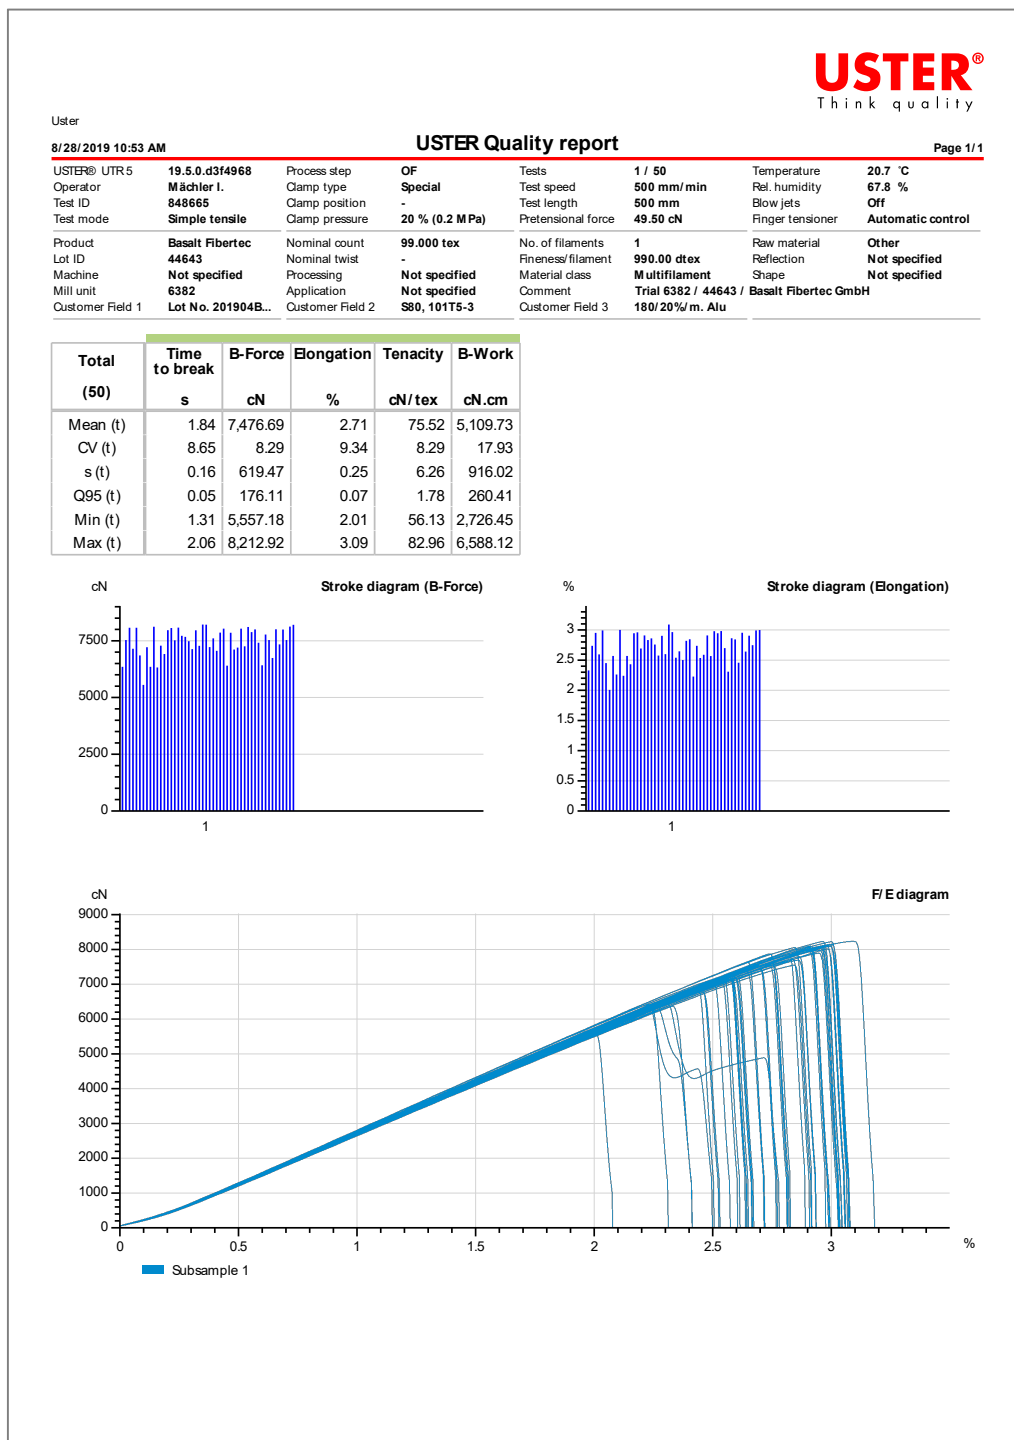 USTER®
Think quality
Uster
8/28/2019 10:53 AM USTER Quality report Page 1/1
USTER® UTR 5 19.5.0.d3f4968 Process step OF Tests 1 / 50 Temperature 20.7 °C
Operator Mächler I. Clamp type Special Test speed 500 mm/min Rel. humidity 67.8 %
Test ID 848665 Clamp position - Test length 500 mm Blow jets Off
Test mode Simple tensile Clamp pressure 20 % (0.2 MPa) Pretensional force 49.50 cN Finger tensioner Automatic control
Product Basalt Fibertec Nominal count 99.000 tex No. of filaments 1 Raw material Other
Lot ID 44643 Nominal twist - Fineness/filament 990.00 dtex Reflection Not specified
Machine Not specified Processing Not specified Material class Multifilament Shape Not specified
Mill unit 6382 Application Not specified Comment Trial 6382 / 44643 / Basalt Fibertec GmbH
Customer Field 1 Lot No. 201904B... Customer Field 2 S80, 101T5-3 Customer Field 3 180/20%/m. Alu
Total Time B-Force Elongation Tenacity B-Work
to break
(50) s cN % cN/tex cN.cm
Mean (t) 1.84 7,476.69 2.71 75.52 5,109.73
CV (t) 8.65 8.29 9.34 8.29 17.93
s (t) 0.16 619.47 0.25 6.26 916.02
Q95 (t) 0.05 176.11 0.07 1.78 260.41
Min (t) 1.31 5,557.18 2.01 56.13 2,726.45
Max (t) 2.06 8,212.92 3.09 82.96 6,588.12
cN Stroke diagram (B-Force)
7500
5000
2500
0
1
% Stroke diagram (Elongation)
3
2.5
2
1.5
1
0.5
0
1
cN F/E diagram
9000
8000
7000
6000
5000
4000
3000
2000
1000
0
0 0.5 1 1.5 2 2.5 3 %
Subsample 1